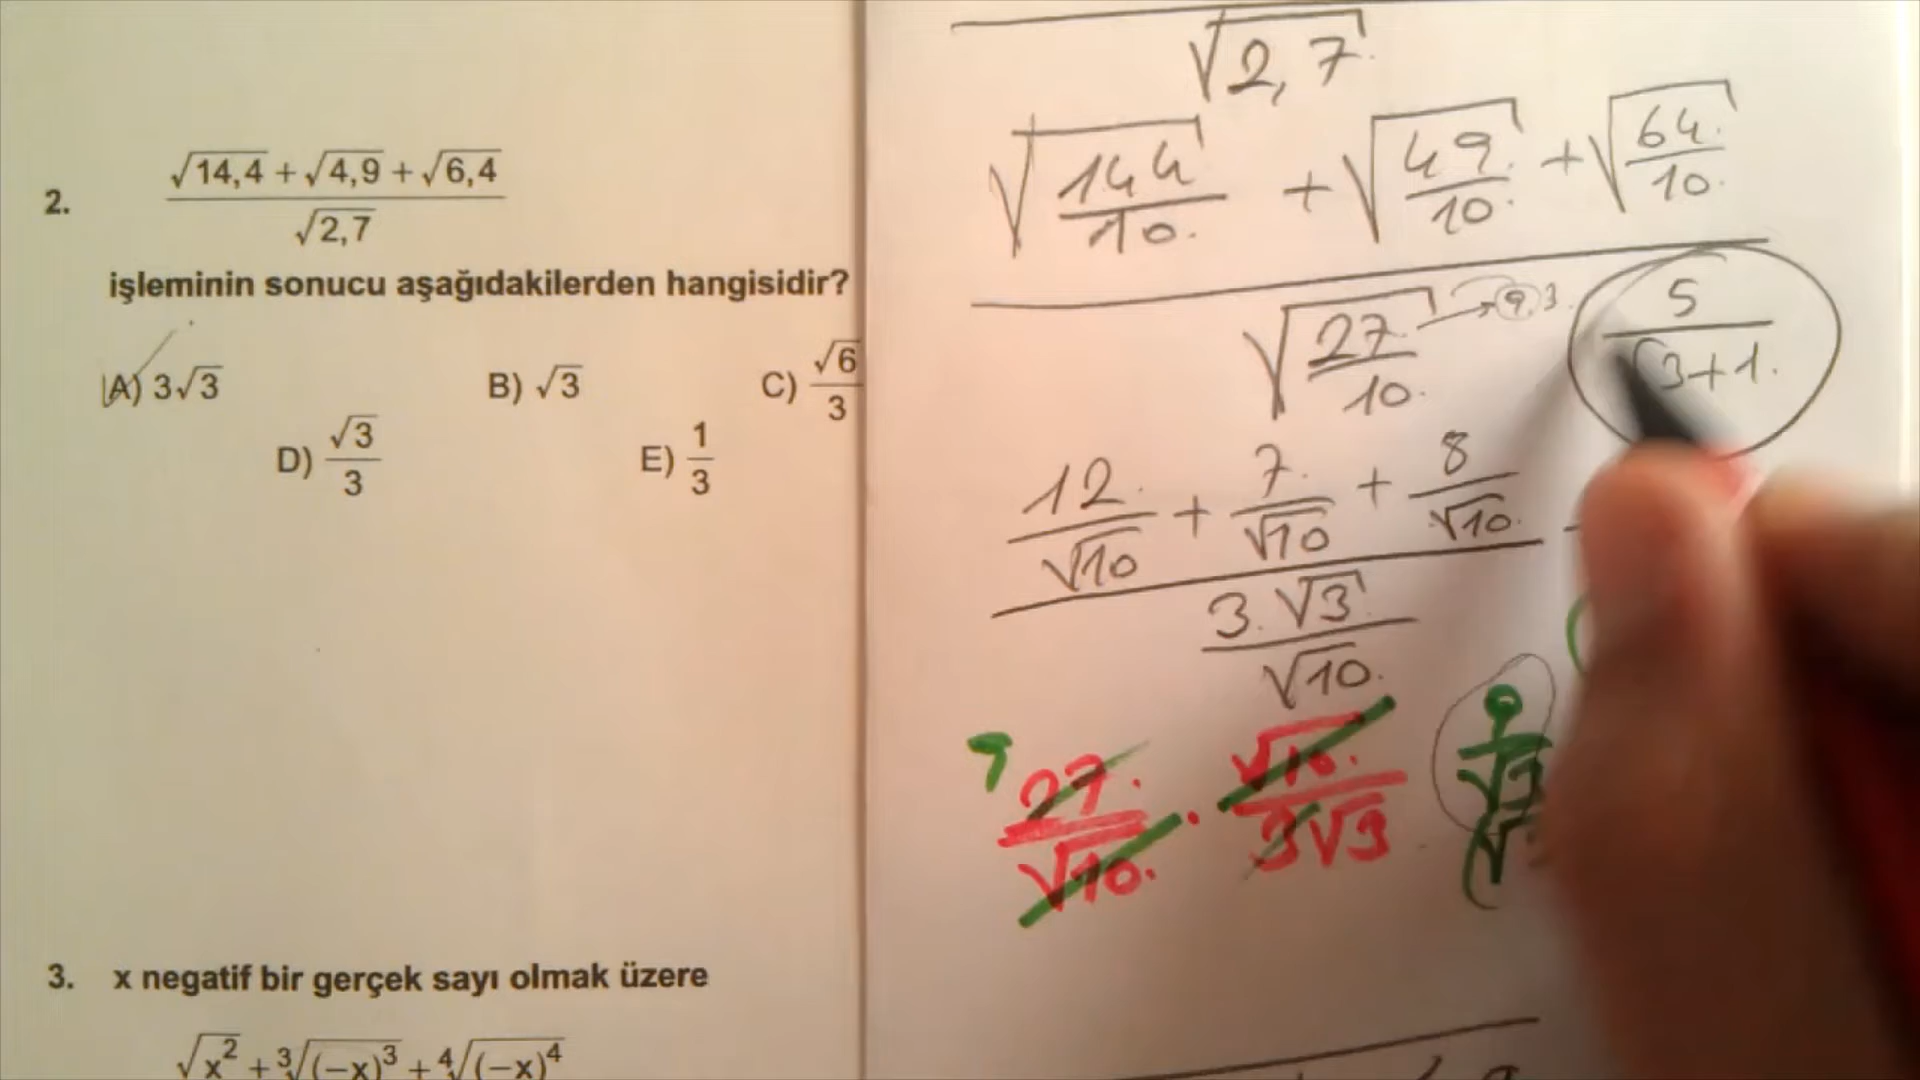 2. (√14,4 + √4,9 + √6,4) / √2,7
işleminin sonucu aşağıdakilerden hangisidir?
A) 3√3 B) √3 C) √6/3
D) √3/3 E) 1/3
3. x negatif bir gerçek sayı olmak üzere
√x² + ³√(−x)³ + ⁴√(−x)⁴
√2,7
√(144/10) + √(49/10) + √(64/10)
√(27/10) → 9.3
5/(√3+1)
12/√10 + 7/√10 + 8/√10
3.√3/√10
27/√10 . √10/3√3